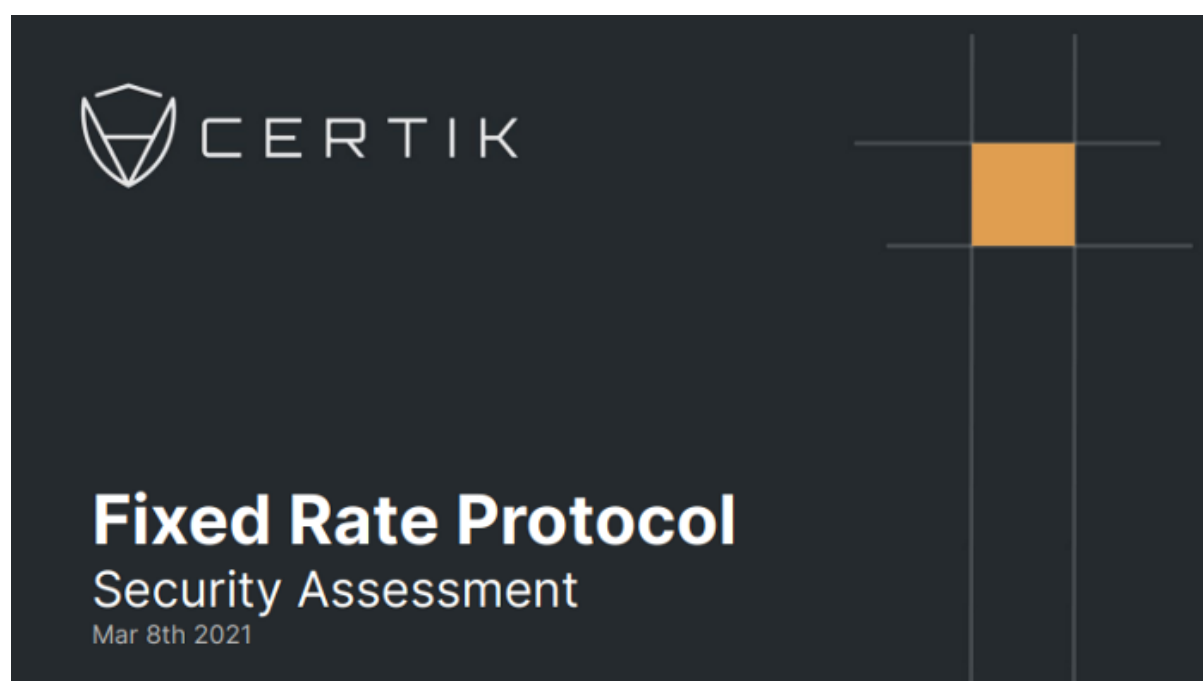 CERTIK
Fixed Rate Protocol
Security Assessment
Mar 8th 2021